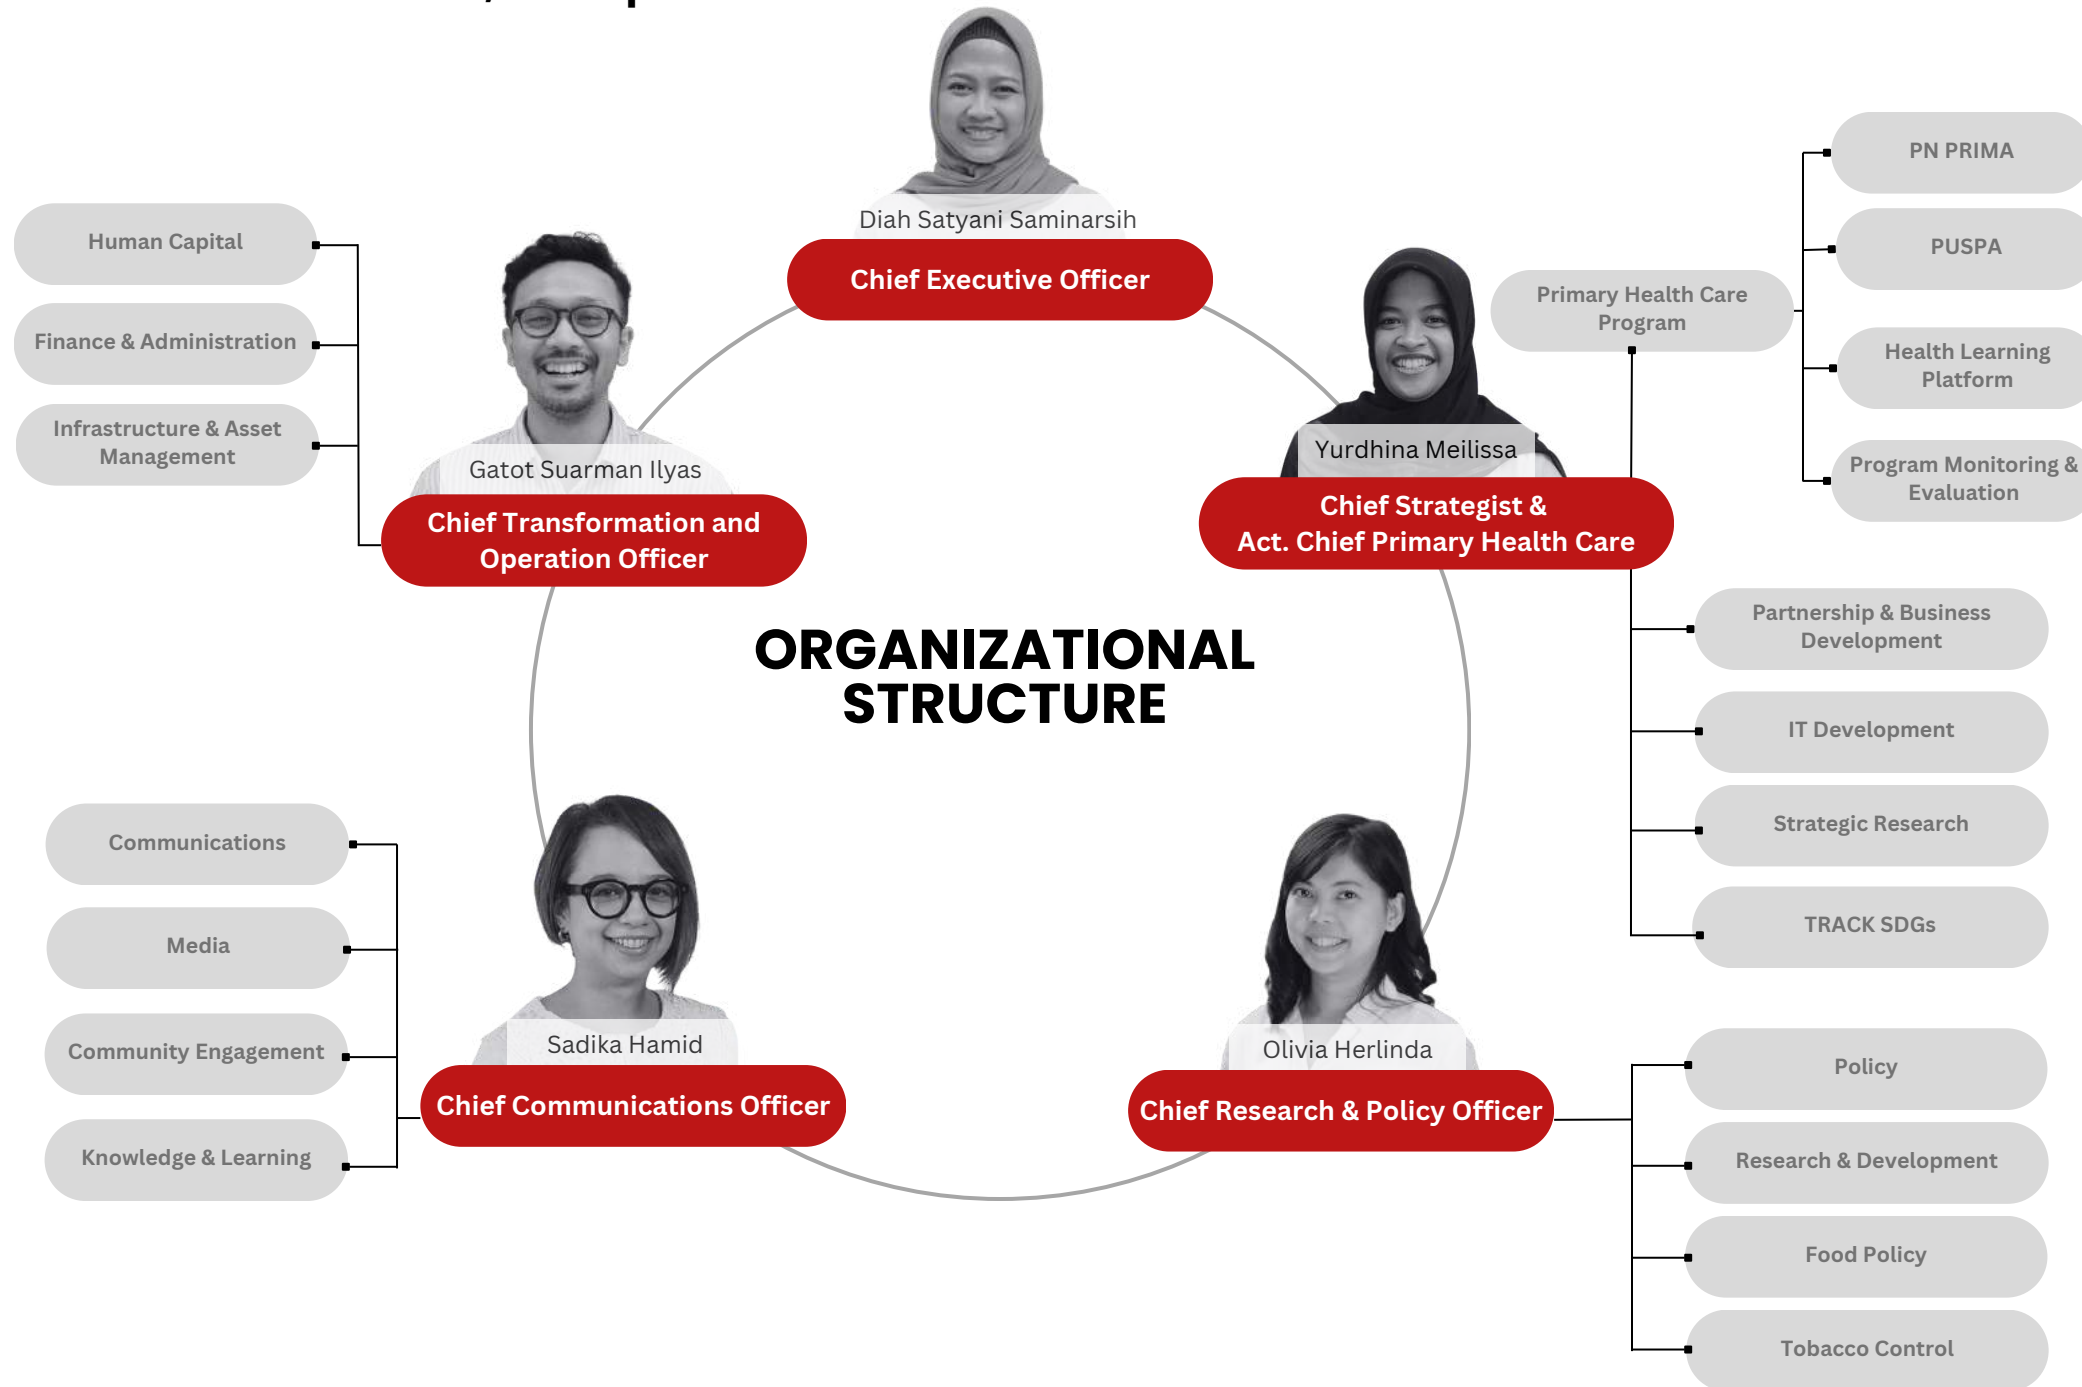 Diah Satyani Saminarsih
Chief Executive Officer
Human Capital
Finance & Administration
Infrastructure & Asset
Management
Gatot Suarman Ilyas
Chief Transformation and
Operation Officer
Yurdhina Meilissa
Chief Strategist &
Act. Chief Primary Health Care
Primary Health Care
Program
PN PRIMA
PUSPA
Health Learning
Platform
Program Monitoring &
Evaluation
Partnership & Business
Development
IT Development
Strategic Research
TRACK SDGs
ORGANIZATIONAL
STRUCTURE
Communications
Media
Community Engagement
Knowledge & Learning
Sadika Hamid
Chief Communications Officer
Olivia Herlinda
Chief Research & Policy Officer
Policy
Research & Development
Food Policy
Tobacco Control